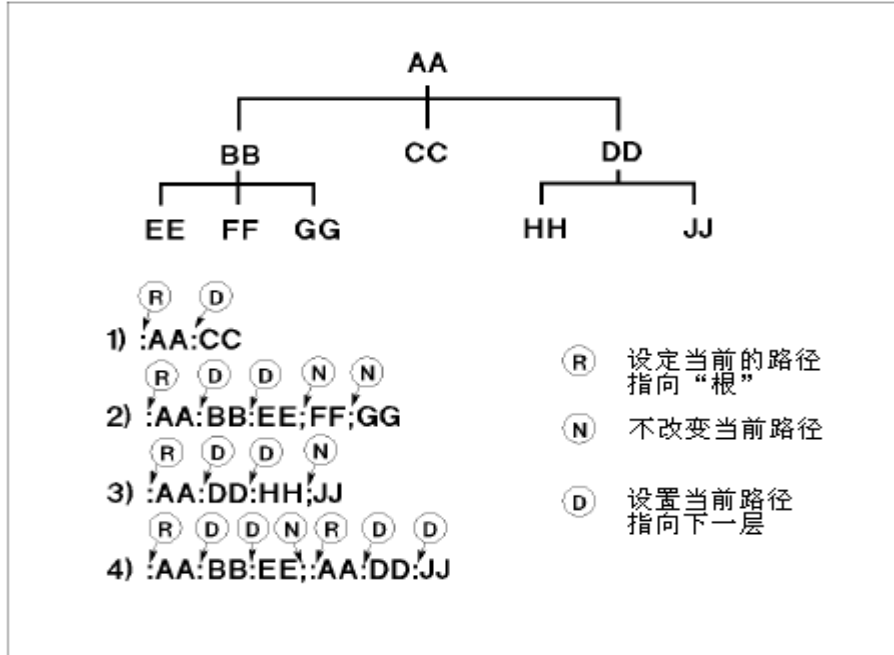 AA
BB CC DD
EE FF GG HH JJ
R D
1) :AA:CC
R D D N N
2) :AA:BB:EE;FF;GG
R D D N
3) :AA:DD:HH;JJ
R D D N R D D
4) :AA:BB:EE;:AA:DD:JJ
R 设定当前的路径
指向“根”
N 不改变当前路径
D 设置当前路径
指向下一层